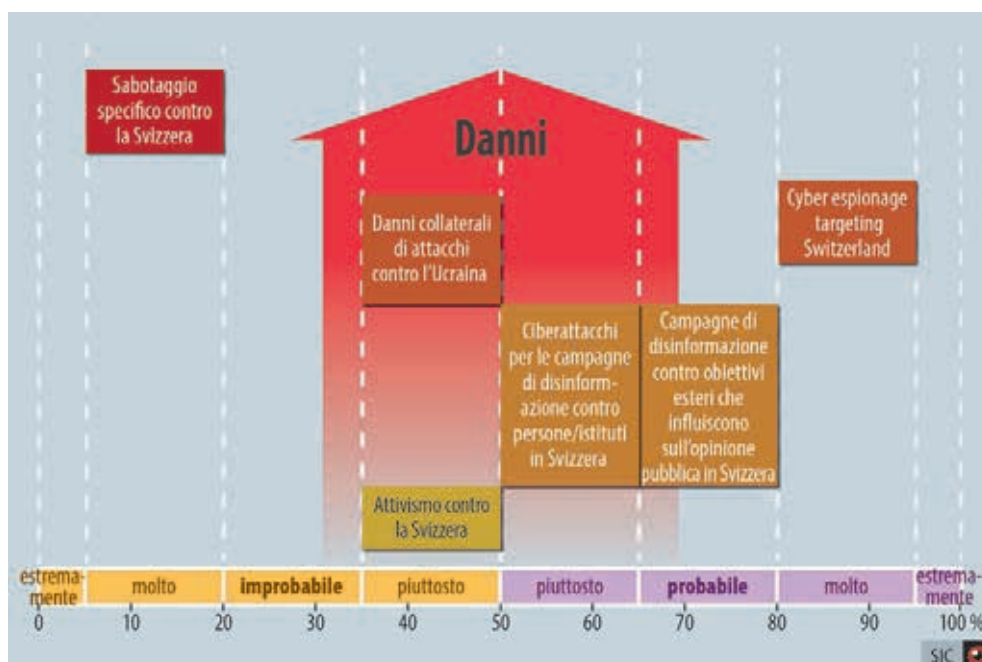 Sabotaggio
specifico contro
la Svizzera
Danni
Danni collaterali
di attacchi
contro l'Ucraina
Cyber espionage
targeting
Switzerland
Ciberattacchi
per le campagne
di disinform-
azione contro
persone/istituti
in Svizzera
Campagne di
disinformazione
contro obiettivi
esteri che
influiscono
sull'opinione
pubblica in Svizzera
Attivismo contro
la Svizzera
estrema-
mente
molto
improbabile
piuttosto
piuttosto
probabile
molto
estrema-
mente
0 10 20 30 40 50 60 70 80 90 100 %
SIC